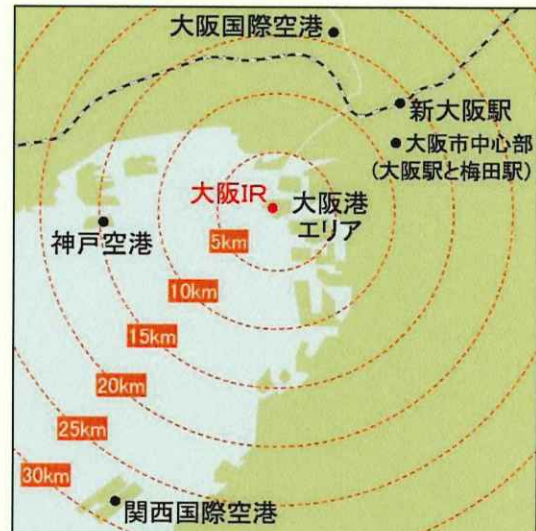 大阪国際空港
新大阪駅
大阪市中心部
(大阪駅と梅田駅)
大阪IR
大阪港
エリア
神戸空港
5km
10km
15km
20km
25km
30km
関西国際空港